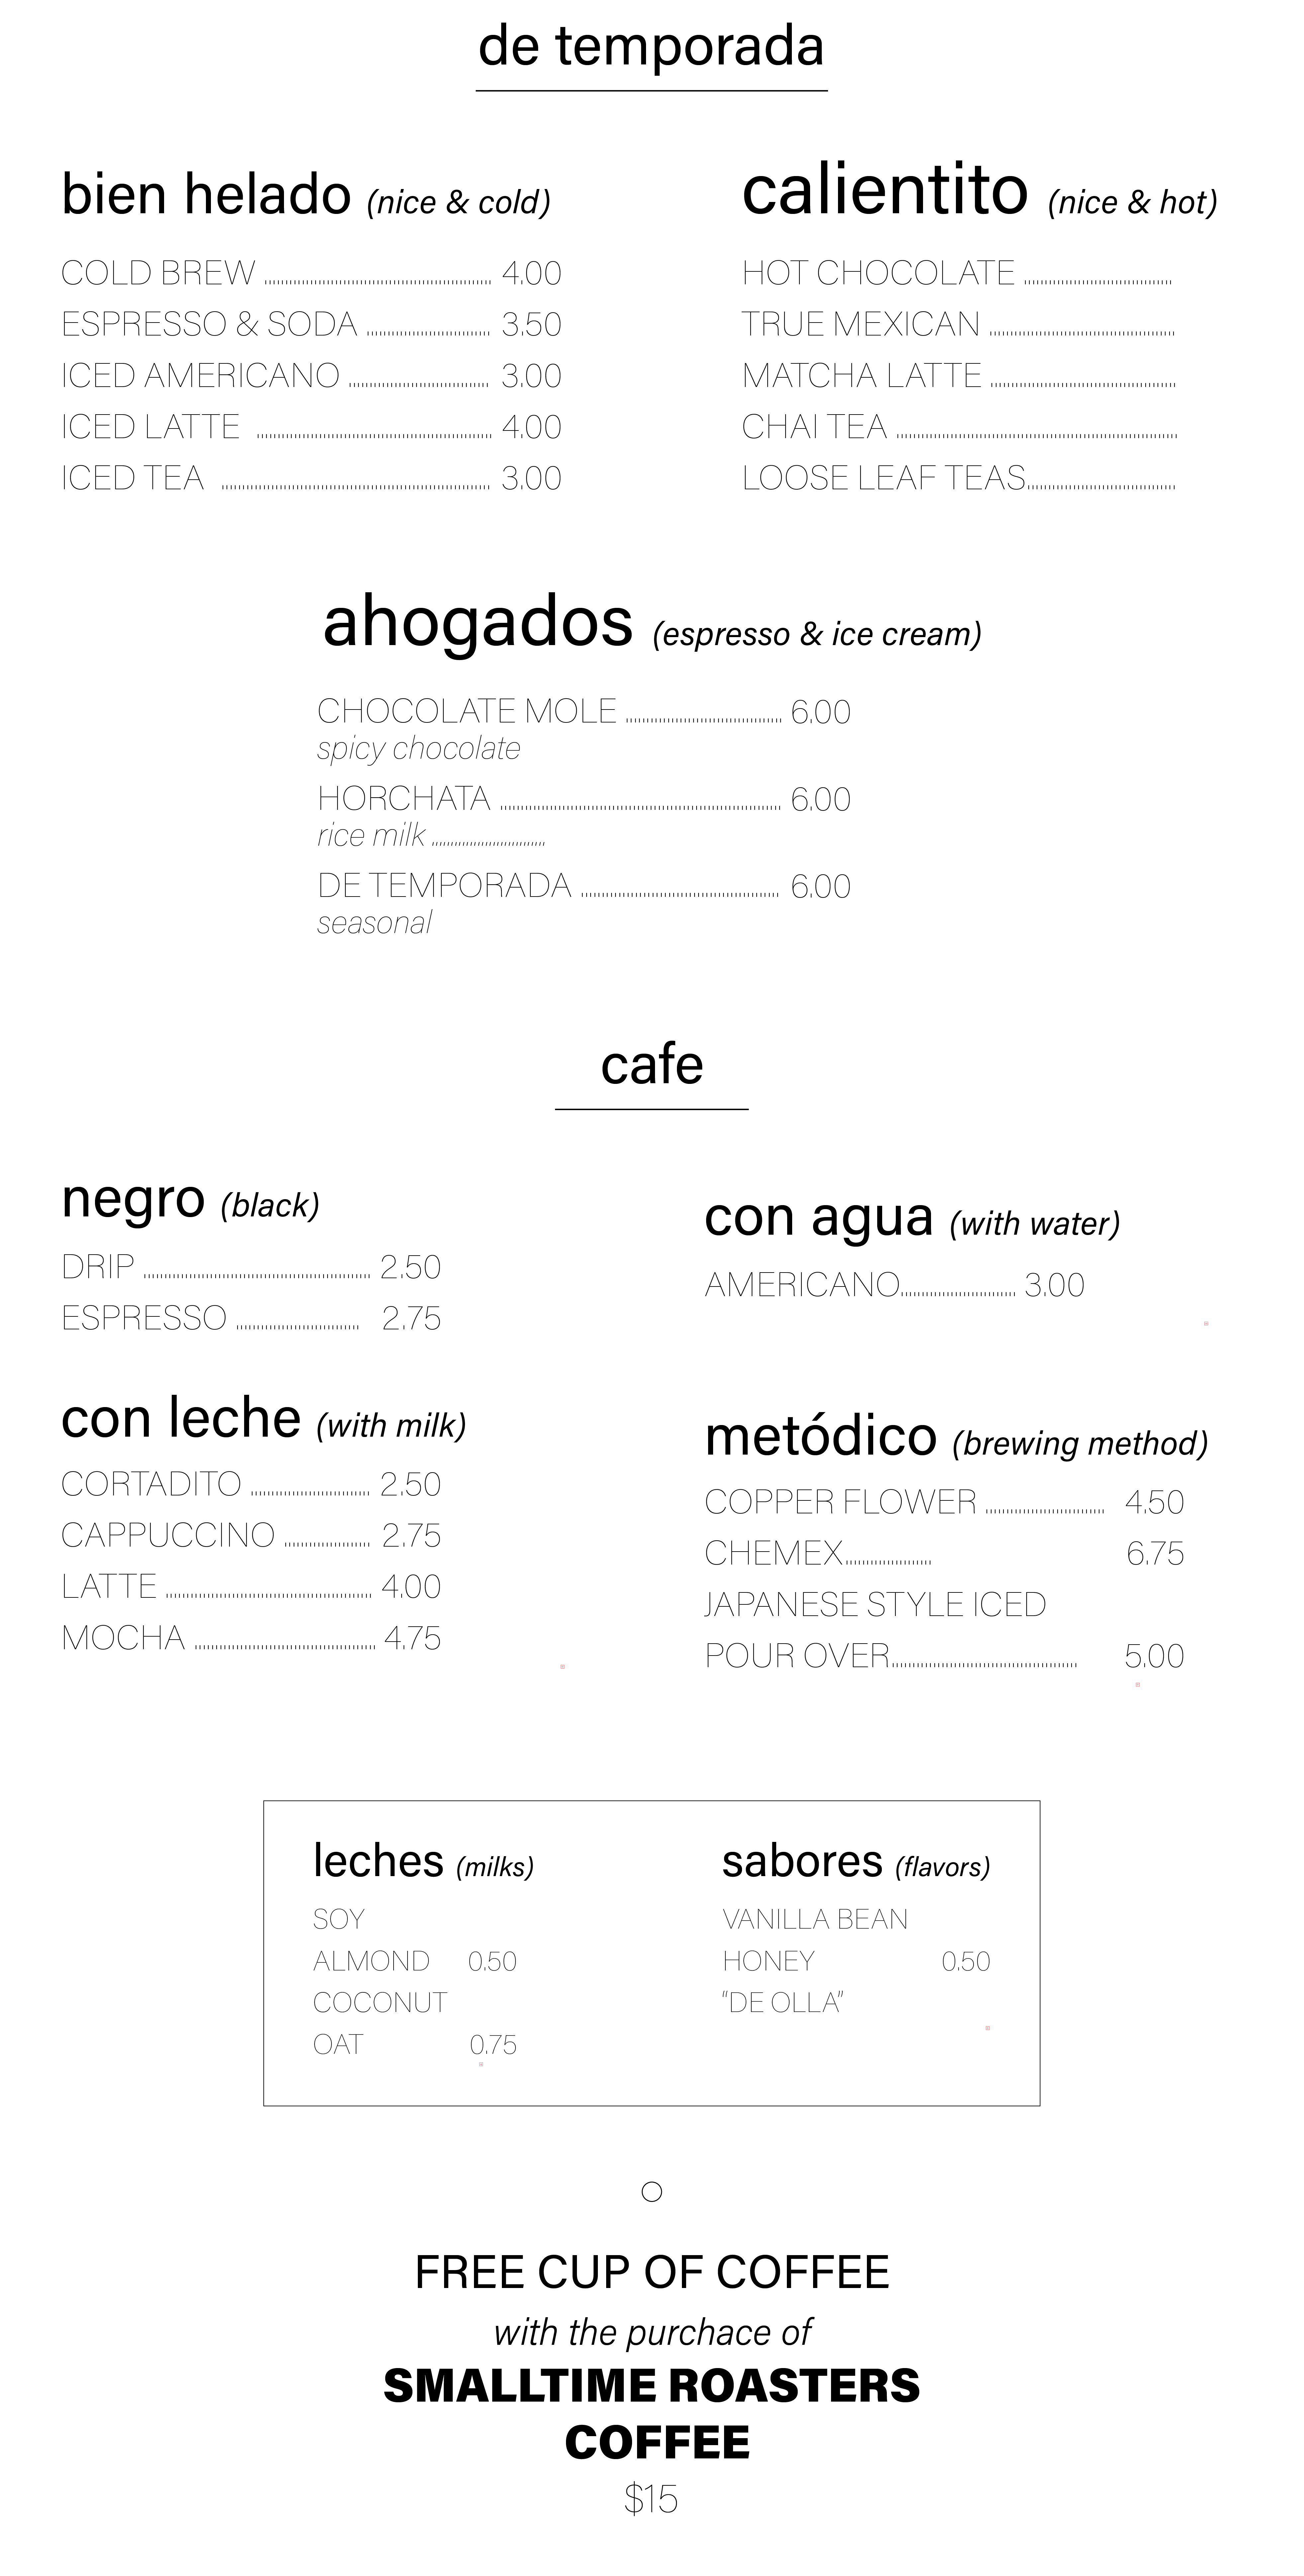 de temporada
bien helado (nice & cold)
COLD BREW ........................ 4.00
ESPRESSO & SODA ............. 3.50
ICED AMERICANO ............... 3.00
ICED LATTE ........................ 4.00
ICED TEA ............................ 3.00
calientito (nice & hot)
HOT CHOCOLATE ................
TRUE MEXICAN ....................
MATCHA LATTE ....................
CHAI TEA ..............................
LOOSE LEAF TEAS................
ahogados (espresso & ice cream)
CHOCOLATE MOLE ................ 6.00
spicy chocolate
HORCHATA .............................. 6.00
rice milk ........................
DE TEMPORADA ..................... 6.00
seasonal
cafe
negro (black)
DRIP ........................ 2.50
ESPRESSO ............. 2.75
con leche (with milk)
CORTADITO ............. 2.50
CAPPUCCINO ......... 2.75
LATTE ...................... 4.00
MOCHA ................... 4.75
con agua (with water)
AMERICANO............ 3.00
metódico (brewing method)
COPPER FLOWER ............. 4.50
CHEMEX......... 6.75
JAPANESE STYLE ICED
POUR OVER.................... 5.00
leches (milks)
SOY
ALMOND 0.50
COCONUT
OAT 0.75
sabores (flavors)
VANILLA BEAN
HONEY 0.50
“DE OLLA”
FREE CUP OF COFFEE
with the purchace of
SMALLTIME ROASTERS
COFFEE
$15